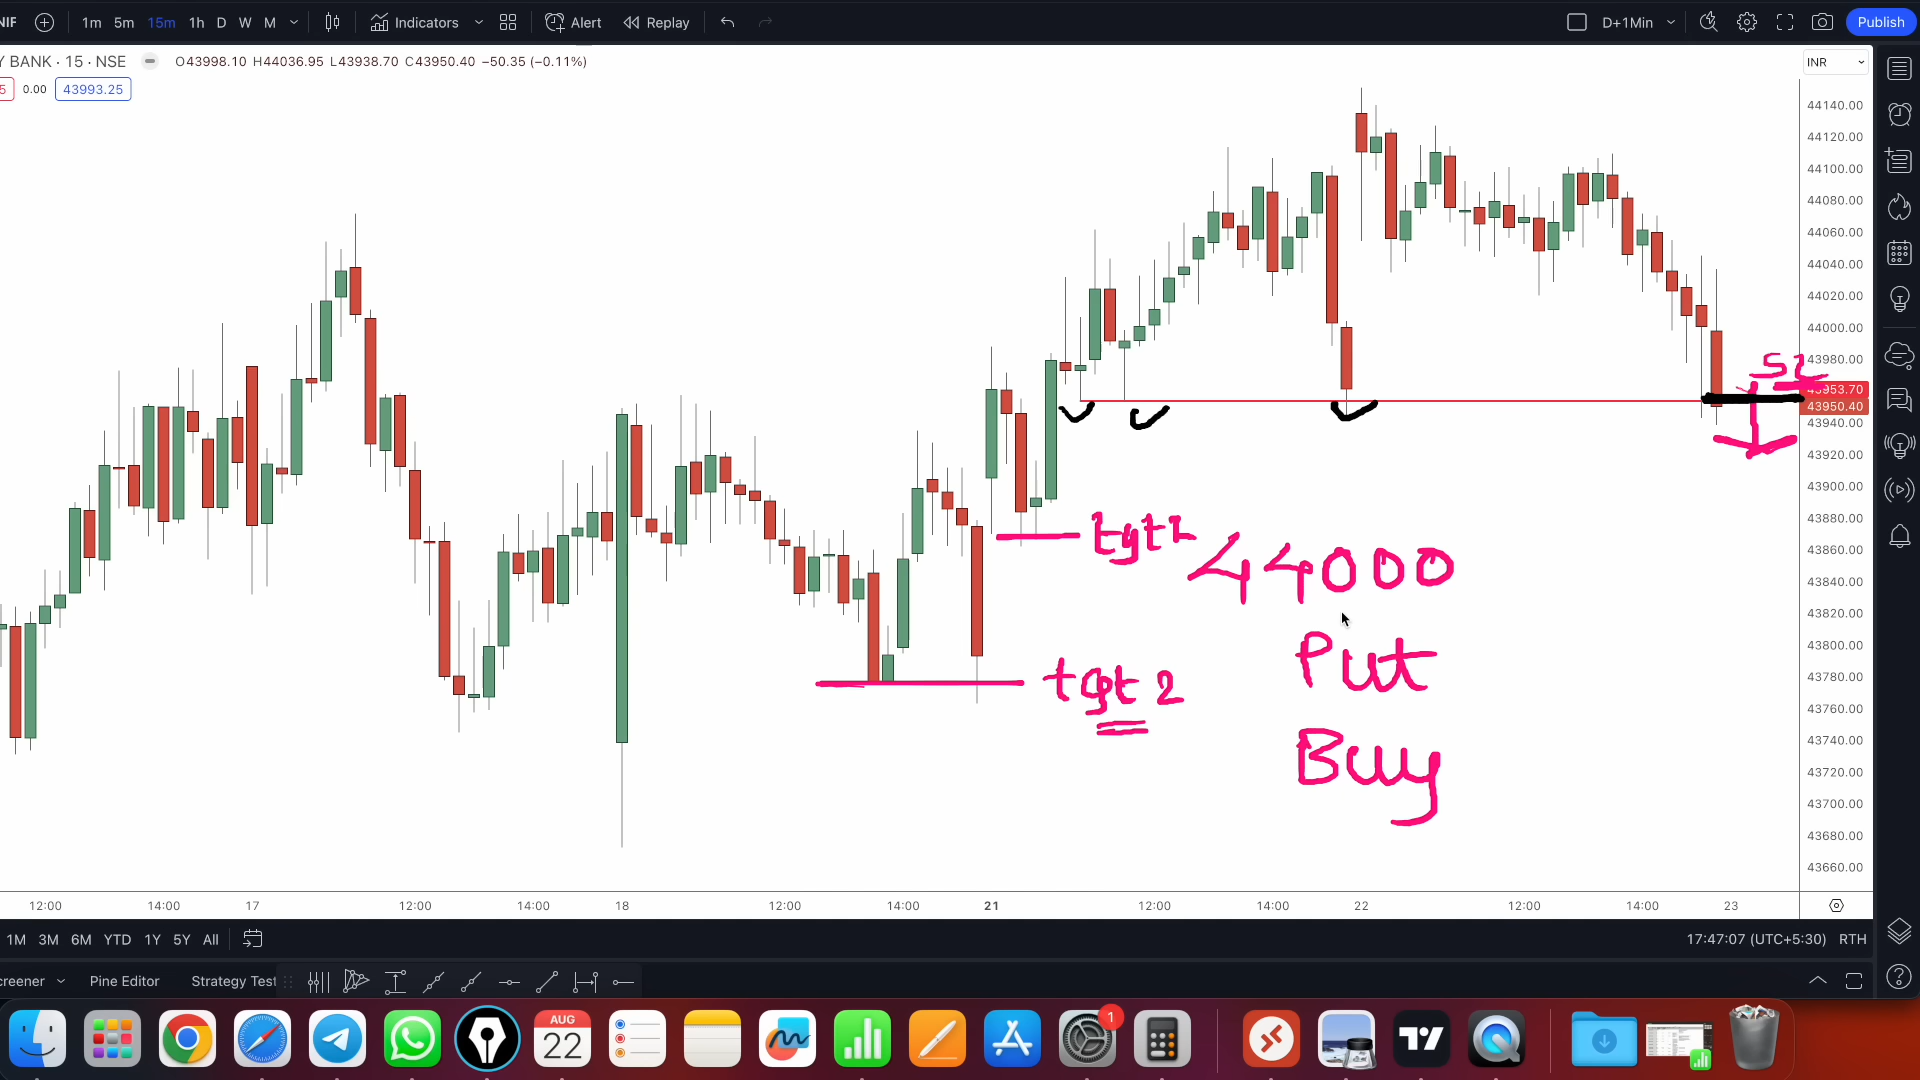 NIF 1m 5m 15m 1h D W M Indicators Alert Replay D+1Min Publish
Y BANK · 15 · NSE O43998.10 H44036.95 L43938.70 C43950.40 −50.35 (−0.11%) INR
5 0.00 43993.25
44140.00
44120.00
44100.00
44080.00
44060.00
44040.00
44020.00
44000.00
43980.00
SL
43953.70
43950.40
43940.00
43920.00
43900.00
43880.00
43860.00
43840.00
43820.00
43800.00
43780.00
43760.00
43740.00
43720.00
43700.00
43680.00
43660.00
tgt1
44000
Put
Buy
tgt 2
12:00 14:00 17 12:00 14:00 18 12:00 14:00 21 12:00 14:00 22 12:00 14:00 23
1M 3M 6M YTD 1Y 5Y All 17:47:07 (UTC+5:30) RTH
creener Pine Editor Strategy Test
AUG
22
1